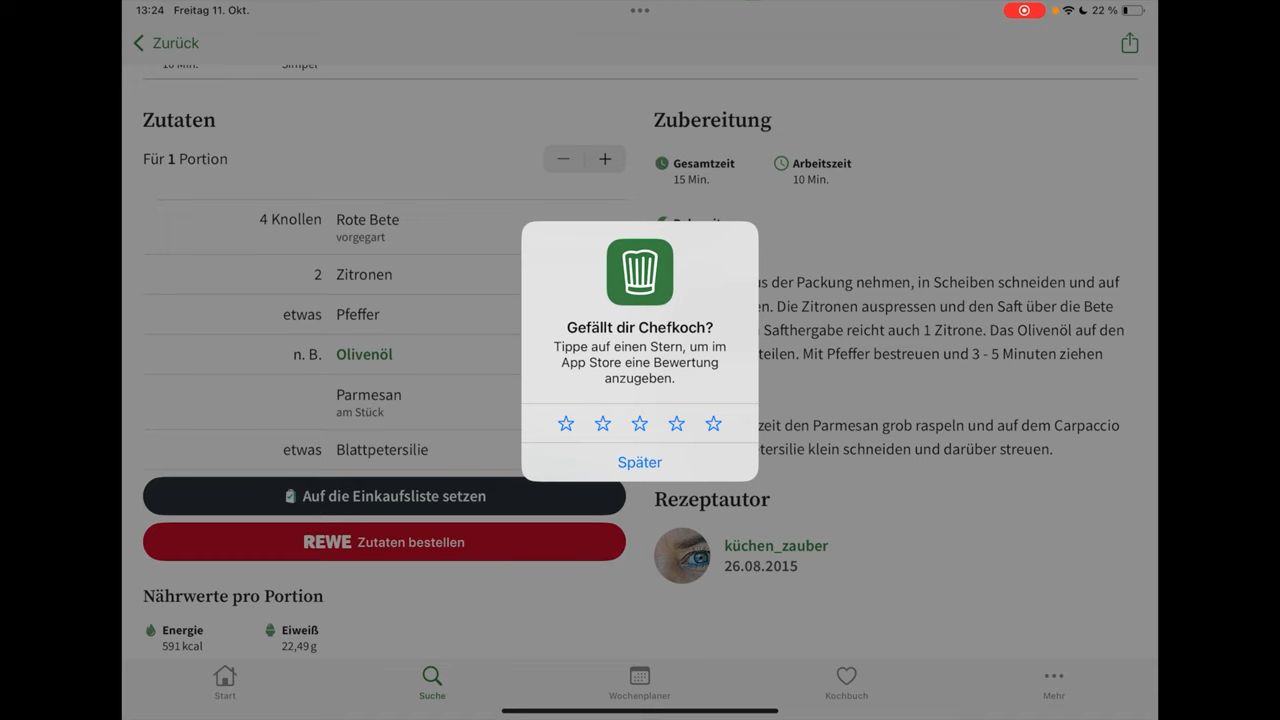 13:24 Freitag 11. Okt.
22 %
Zurück
10 Min. Simpel
Zutaten
Für 1 Portion
4 Knollen Rote Bete
vorgegart
2 Zitronen
etwas Pfeffer
n. B. Olivenöl
Parmesan
am Stück
etwas Blattpetersilie
Auf die Einkaufsliste setzen
REWE Zutaten bestellen
Nährwerte pro Portion
Energie Eiweiß
591 kcal 22,49 g
Zubereitung
Gesamtzeit Arbeitszeit
15 Min. 10 Min.
der Packung nehmen, in Scheiben schneiden und auf
Die Zitronen auspressen und den Saft über die Bete
Safthergabe reicht auch 1 Zitrone. Das Olivenöl auf den
Mit Pfeffer bestreuen und 3 - 5 Minuten ziehen
den Parmesan grob raspeln und auf dem Carpaccio
klein schneiden und darüber streuen.
Rezeptautor
küchen_zauber
26.08.2015
Gefällt dir Chefkoch?
Tippe auf einen Stern, um im
App Store eine Bewertung
anzugeben.
Später
Start Suche Wochenplaner Kochbuch Mehr